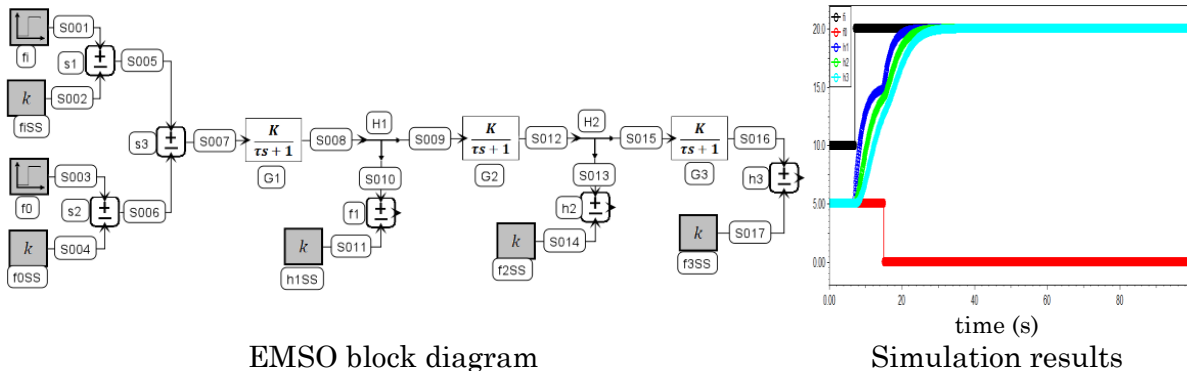 S001
fi
s1
S005
k
S002
fiSS
S003
f0
s2
S006
k
S004
f0SS
s3
S007
K
τs + 1
G1
S008
H1
S009
S010
f1
k
S011
h1SS
K
τs + 1
G2
S012
H2
S015
S013
h2
k
S014
f2SS
K
τs + 1
G3
S016
h3
k
S017
f3SS
EMSO block diagram
20.0
15.0
10.0
5.00
0.00
fi
f0
h1
h2
h3
0.00 20 40 60 80
time (s)
Simulation results